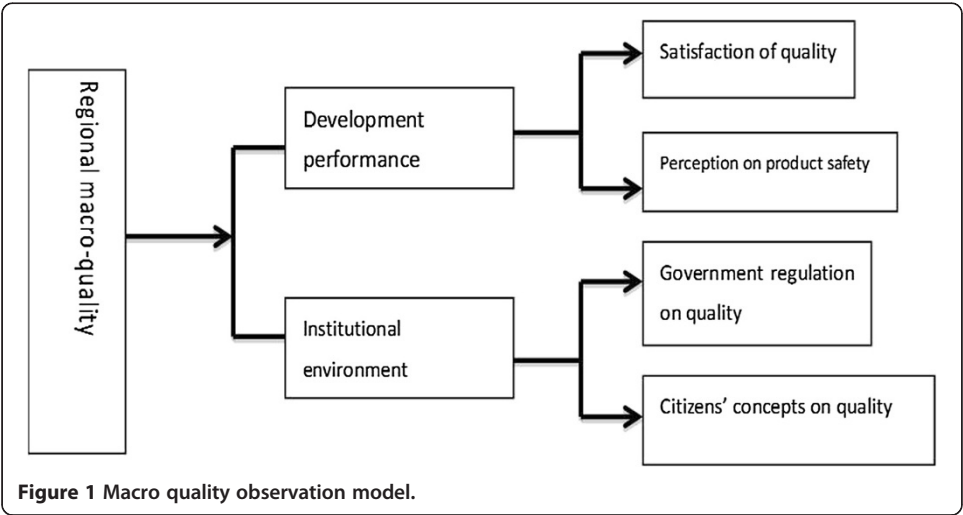 Regional macro-quality
Development
performance
Institutional
environment
Satisfaction of quality
Perception on product safety
Government regulation
on quality
Citizens’ concepts on quality
Figure 1 Macro quality observation model.